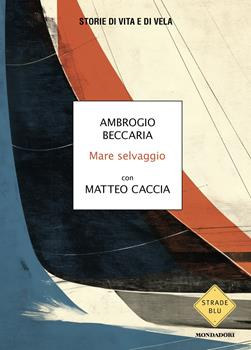 STORIE DI VITA E DI VELA
AMBROGIO
BECCARIA
Mare selvaggio
con
MATTEO CACCIA
STRADE
BLU
MONDADORI